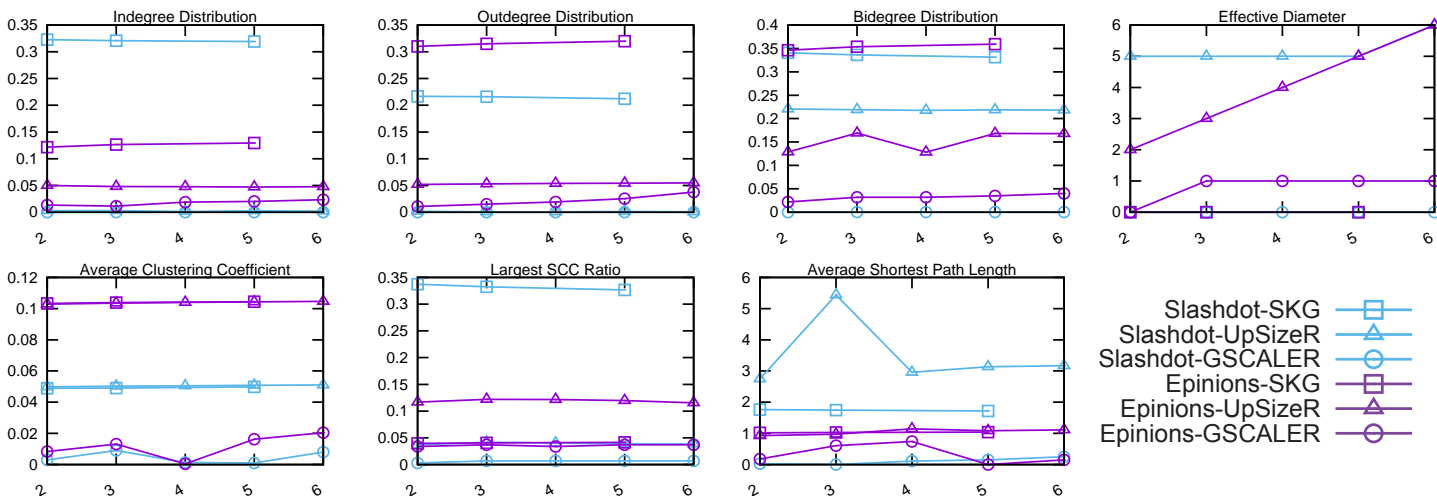 Indegree Distribution
0.35
0.3
0.25
0.2
0.15
0.1
0.05
0
2 3 4 5 6
Outdegree Distribution
0.35
0.3
0.25
0.2
0.15
0.1
0.05
0
2 3 4 5 6
Bidegree Distribution
0.4
0.35
0.3
0.25
0.2
0.15
0.1
0.05
0
2 3 4 5 6
Effective Diameter
6
5
4
3
2
1
0
2 3 4 5 6
Average Clustering Coefficient
0.12
0.1
0.08
0.06
0.04
0.02
0
2 3 4 5 6
Largest SCC Ratio
0.35
0.3
0.25
0.2
0.15
0.1
0.05
0
2 3 4 5 6
Average Shortest Path Length
6
5
4
3
2
1
0
2 3 4 5 6
Slashdot-SKG
Slashdot-UpSizeR
Slashdot-GSCALER
Epinions-SKG
Epinions-UpSizeR
Epinions-GSCALER